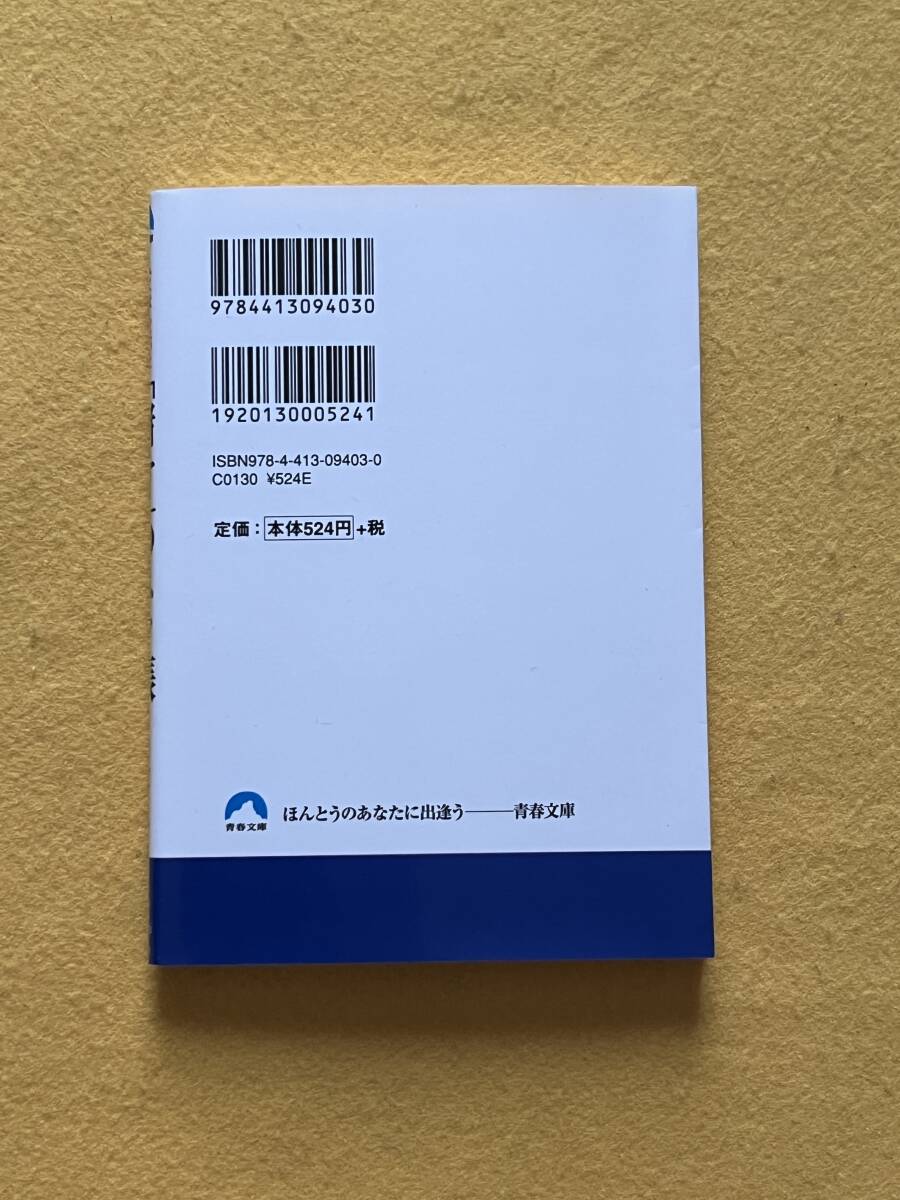 9784413094030
1920130005241
ISBN978-4-413-09403-0
C0130 ¥524E
定価：本体524円+税
青春文庫
ほんとうのあなたに出逢う———青春文庫